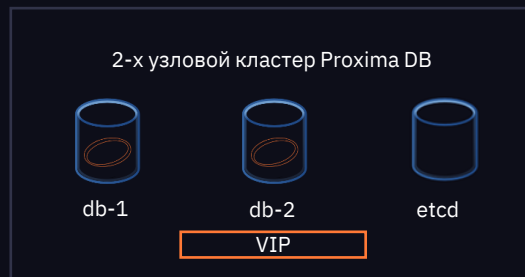 2-х узловой кластер Proxima DB
db-1
db-2
etcd
VIP